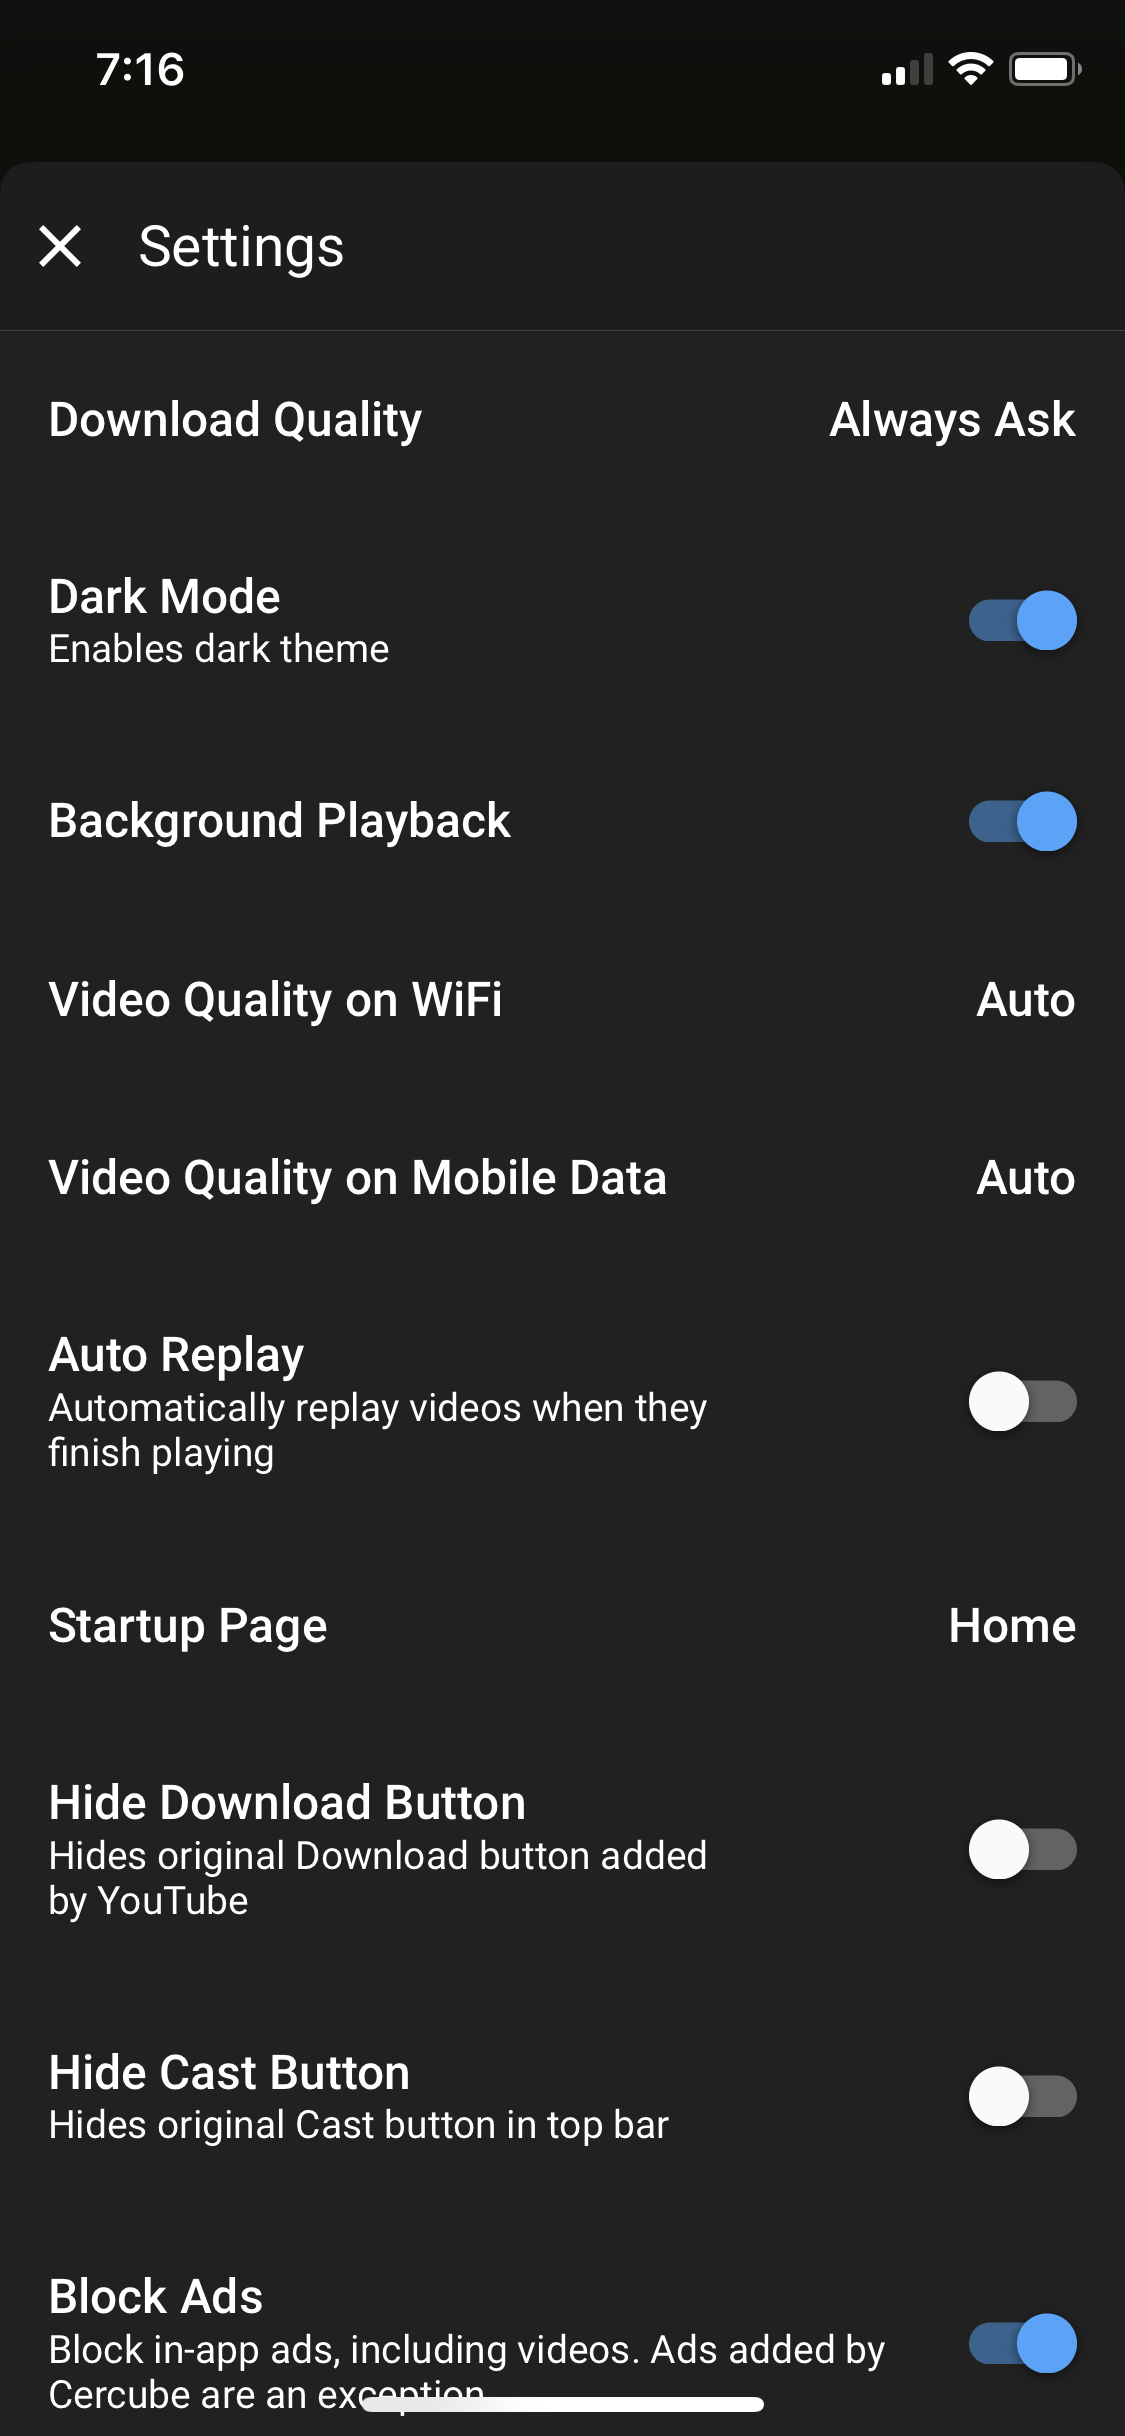 7:16
Settings
Download Quality Always Ask
Dark Mode
Enables dark theme
Background Playback
Video Quality on WiFi Auto
Video Quality on Mobile Data Auto
Auto Replay
Automatically replay videos when they
finish playing
Startup Page Home
Hide Download Button
Hides original Download button added
by YouTube
Hide Cast Button
Hides original Cast button in top bar
Block Ads
Block in-app ads, including videos. Ads added by
Cercube are an exception